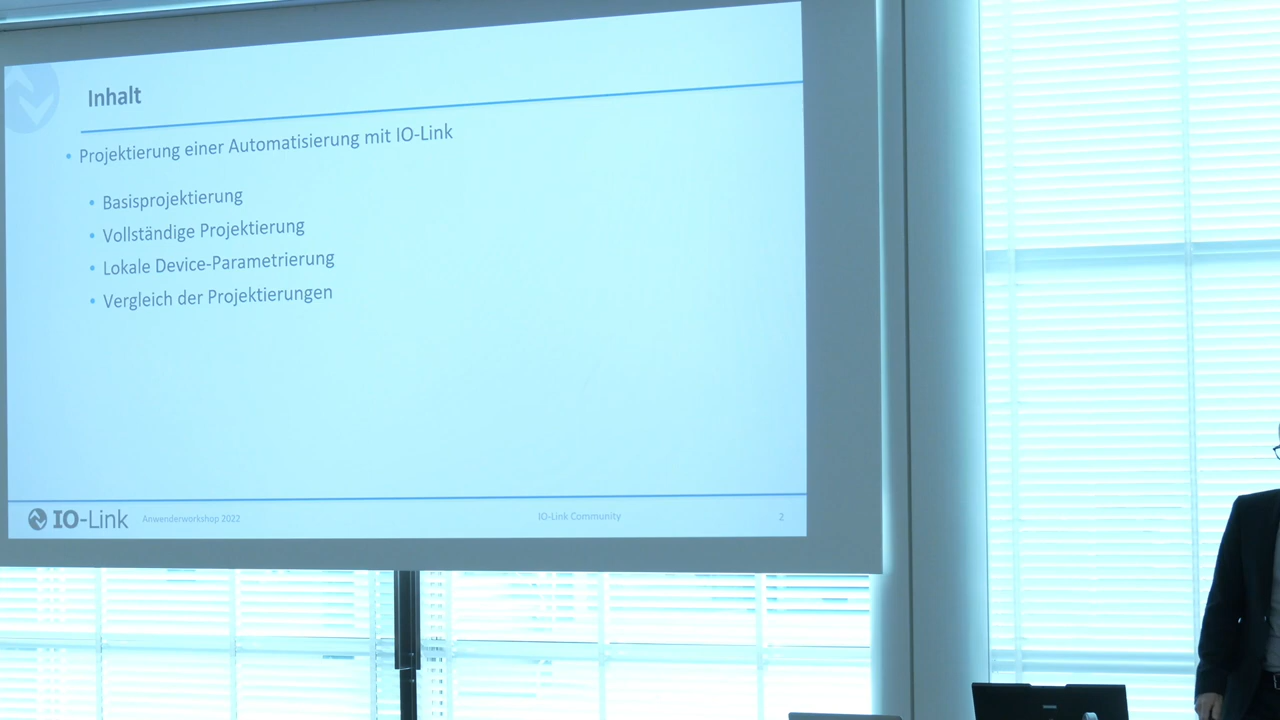 Inhalt
• Projektierung einer Automatisierung mit IO-Link
• Basisprojektierung
• Vollständige Projektierung
• Lokale Device-Parametrierung
• Vergleich der Projektierungen
IO-Link Anwenderworkshop 2022 IO-Link Community 2